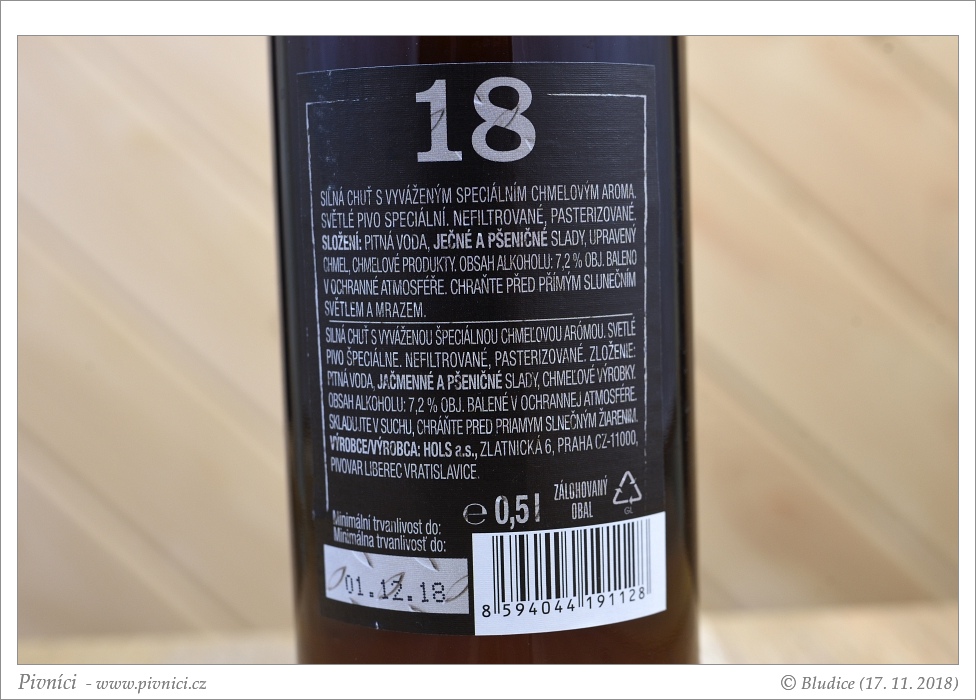 18
SILNÁ CHUŤ S VYVÁŽENÝM SPECIÁLNÍM CHMELOVÝM AROMA.
SVĚTLÉ PIVO SPECIÁLNÍ. NEFILTROVANÉ, PASTERIZOVANÉ.
SLOŽENÍ: PITNÁ VODA, JEČNÉ A PŠENIČNÉ SLADY, UPRAVENÝ
CHMEL, CHMELOVÉ PRODUKTY. OBSAH ALKOHOLU: 7,2 % OBJ. BALENO
V OCHRANNÉ ATMOSFÉŘE. CHRAŇTE PŘED PŘÍMÝM SLUNEČNÍM
SVĚTLEM A MRAZEM.
SILNÁ CHUŤ S VYVÁŽENOU ŠPECIÁLNOU CHMEĽOVOU ARÓMOU. SVETLÉ
PIVO ŠPECIÁLNE. NEFILTROVANÉ, PASTERIZOVANÉ. ZLOŽENIE:
PITNÁ VODA, JAČMENNÉ A PŠENIČNÉ SLADY, CHMEĽOVÉ VÝROBKY.
OBSAH ALKOHOLU: 7,2 % OBJ. BALENÉ V OCHRANNEJ ATMOSFÉRE.
SKLADUJTE V SUCHU, CHRÁŇTE PRED PRIAMYM SLNEČNÝM ŽIARENIM.
VÝROBCE/VÝROBCA: HOLS a.s., ZLATNICKÁ 6, PRAHA CZ-11000,
PIVOVAR LIBEREC VRATISLAVICE.
℮ 0,5 l
ZÁLOHOVANÝ
OBAL
GL
Minimální trvanlivost do:
Minimálna trvanlivosť do:
01.12.18
8 594044 191128
Pivníci - www.pivnici.cz
© Bludice (17. 11. 2018)